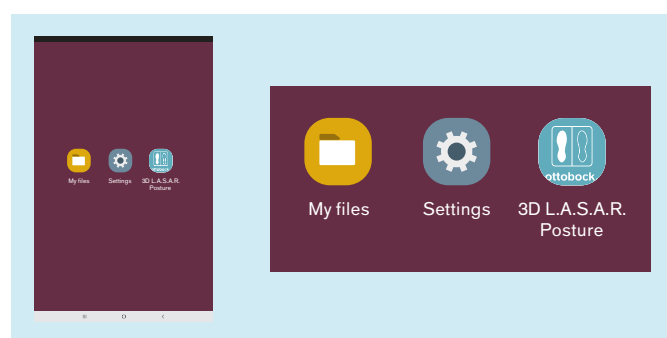 My files
Settings
3D L.A.S.A.R.
Posture
ottobock.
My files
Settings
3D L.A.S.A.R.
Posture